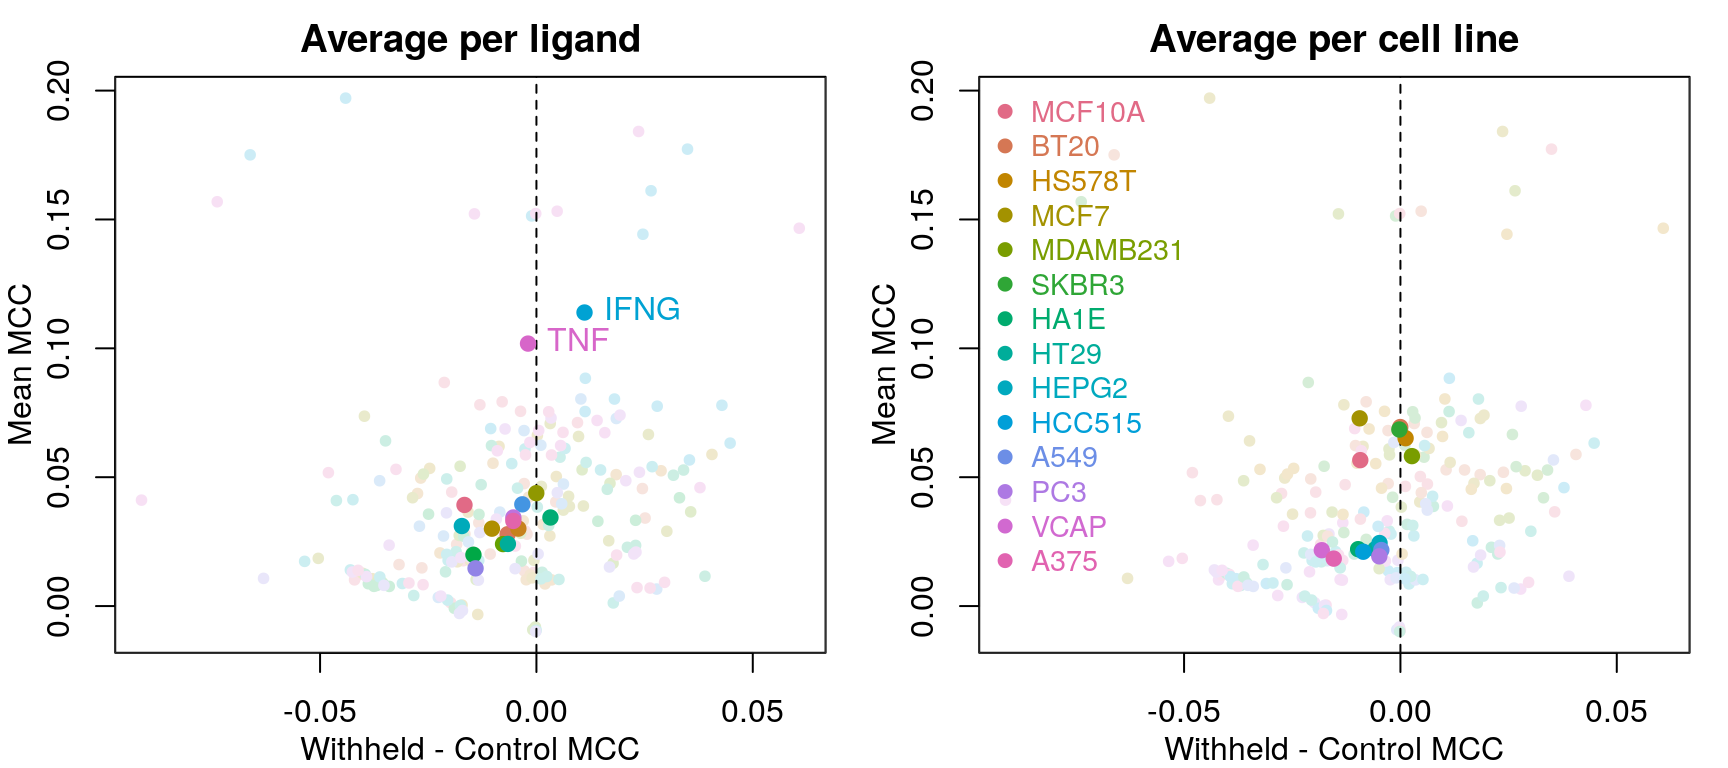 Average per ligand
Mean MCC
0.20
0.15
0.10
0.05
0.00
IFNG
TNF
-0.05
0.00
0.05
Withheld - Control MCC
Average per cell line
Mean MCC
0.20
0.15
0.10
0.05
0.00
MCF10A
BT20
HS578T
MCF7
MDAMB231
SKBR3
HA1E
HT29
HEPG2
HCC515
A549
PC3
VCAP
A375
-0.05
0.00
0.05
Withheld - Control MCC